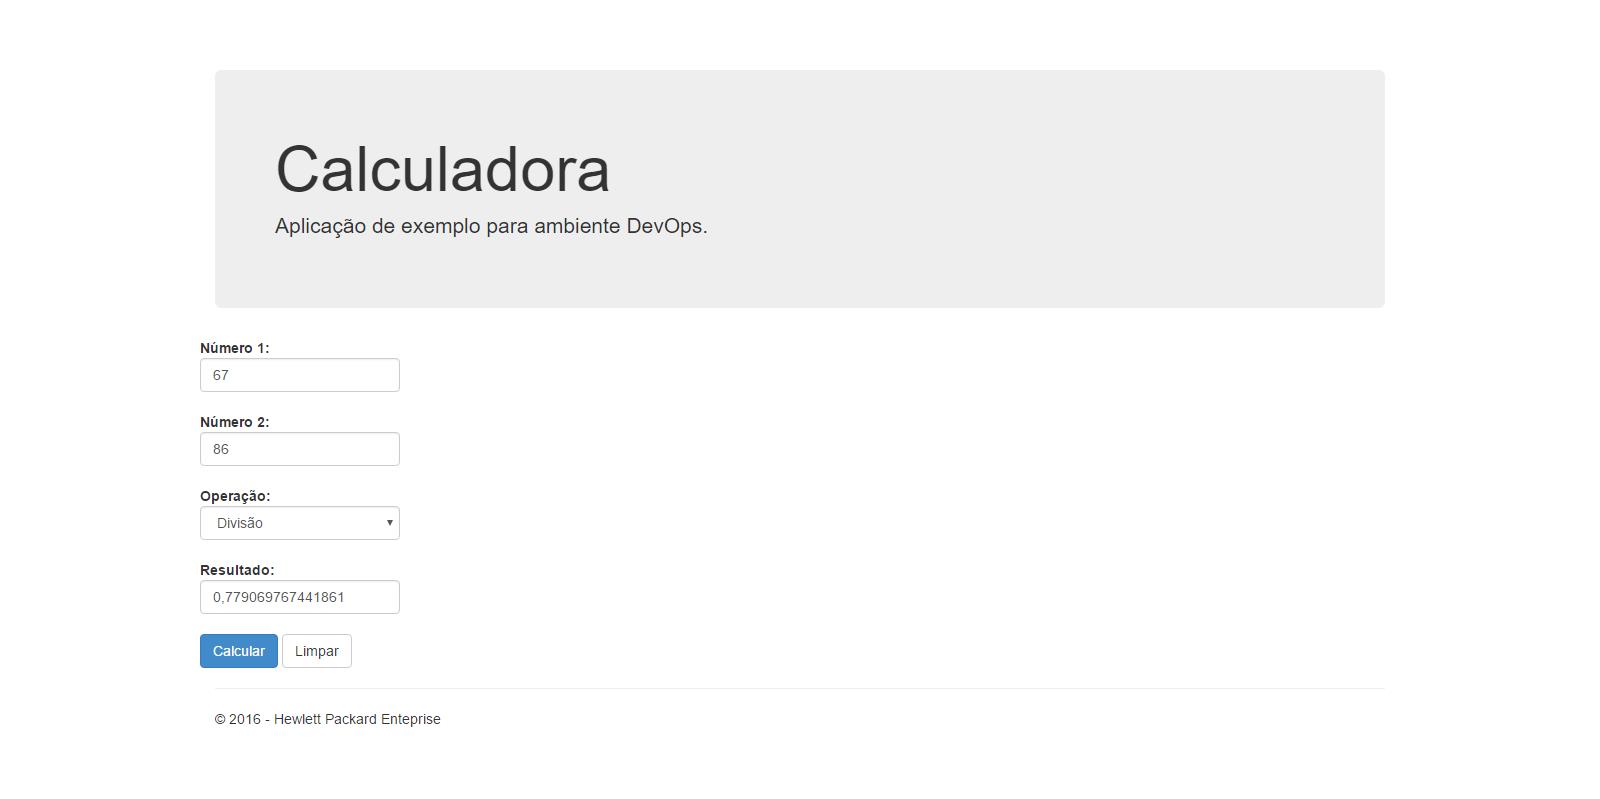 Calculadora
Aplicação de exemplo para ambiente DevOps.
Número 1:
67
Número 2:
86
Operação:
Divisão
Resultado:
0,779069767441861
Calcular Limpar
© 2016 - Hewlett Packard Enteprise